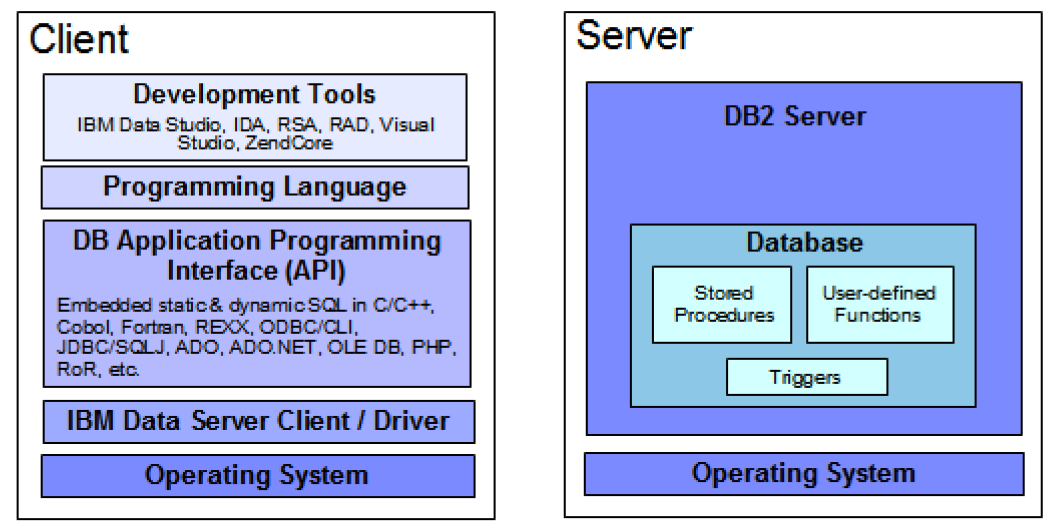 Client
Development Tools
IBM Data Studio, IDA, RSA, RAD, Visual
Studio, ZendCore
Programming Language
DB Application Programming
Interface (API)
Embedded static & dynamic SQL in C/C++,
Cobol, Fortran, REXX, ODBC/CLI,
JDBC/SQLJ, ADO, ADO.NET, OLE DB, PHP,
RoR, etc.
IBM Data Server Client / Driver
Operating System
Server
DB2 Server
Database
Stored
Procedures
User-defined
Functions
Triggers
Operating System